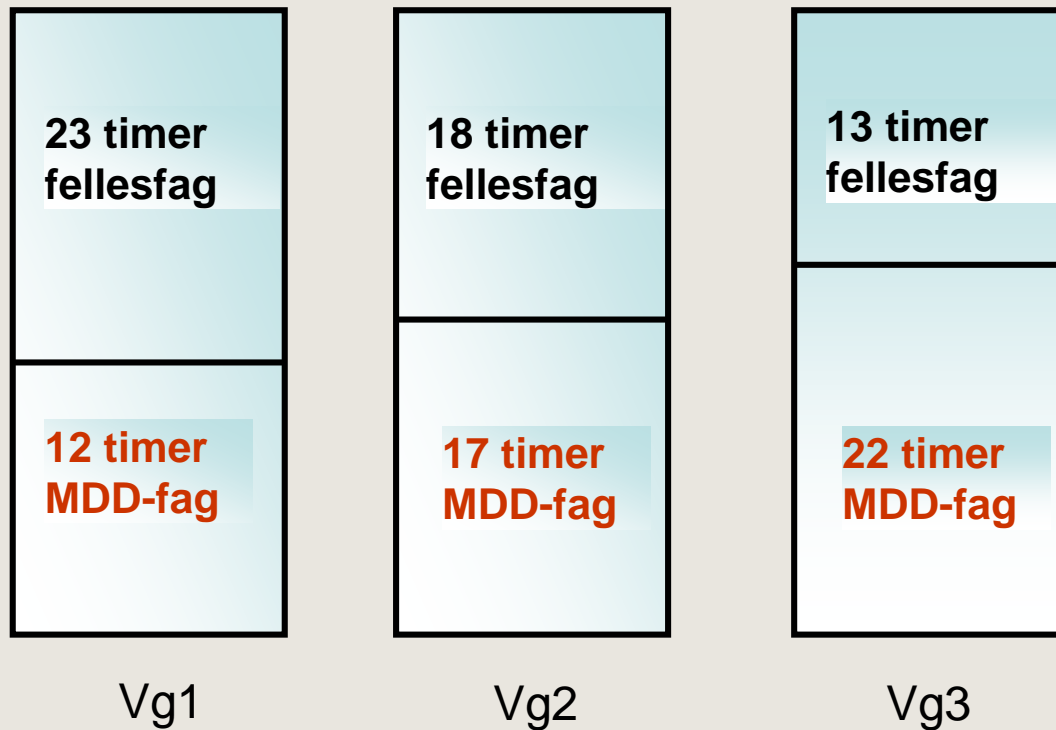 23 timer
fellesfag
12 timer
MDD-fag
Vg1
18 timer
fellesfag
17 timer
MDD-fag
Vg2
13 timer
fellesfag
22 timer
MDD-fag
Vg3